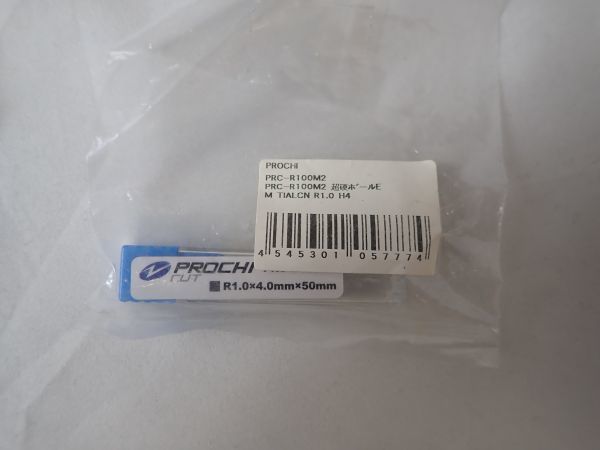 PROCHI
PRC-R100M2
PRC-R100M2 超硬ﾎﾞｰﾙE
M TIALCN R1.0 H4
4 545301 057774
PROCHI
CUT
R1.0×4.0mm×50mm